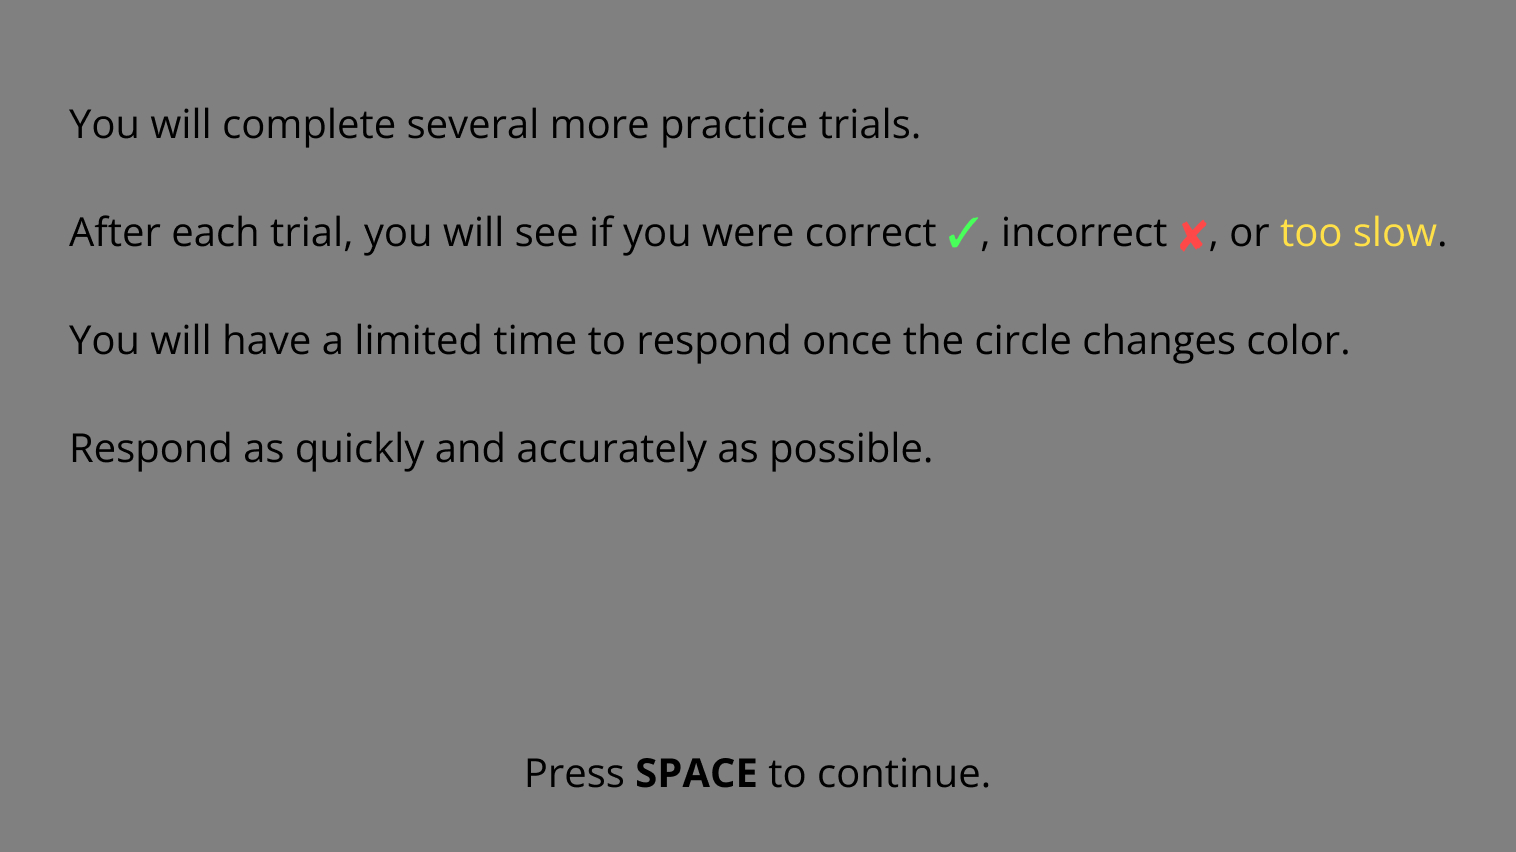 You will complete several more practice trials.
After each trial, you will see if you were correct ✓, incorrect ✘, or too slow.
You will have a limited time to respond once the circle changes color.
Respond as quickly and accurately as possible.
Press SPACE to continue.